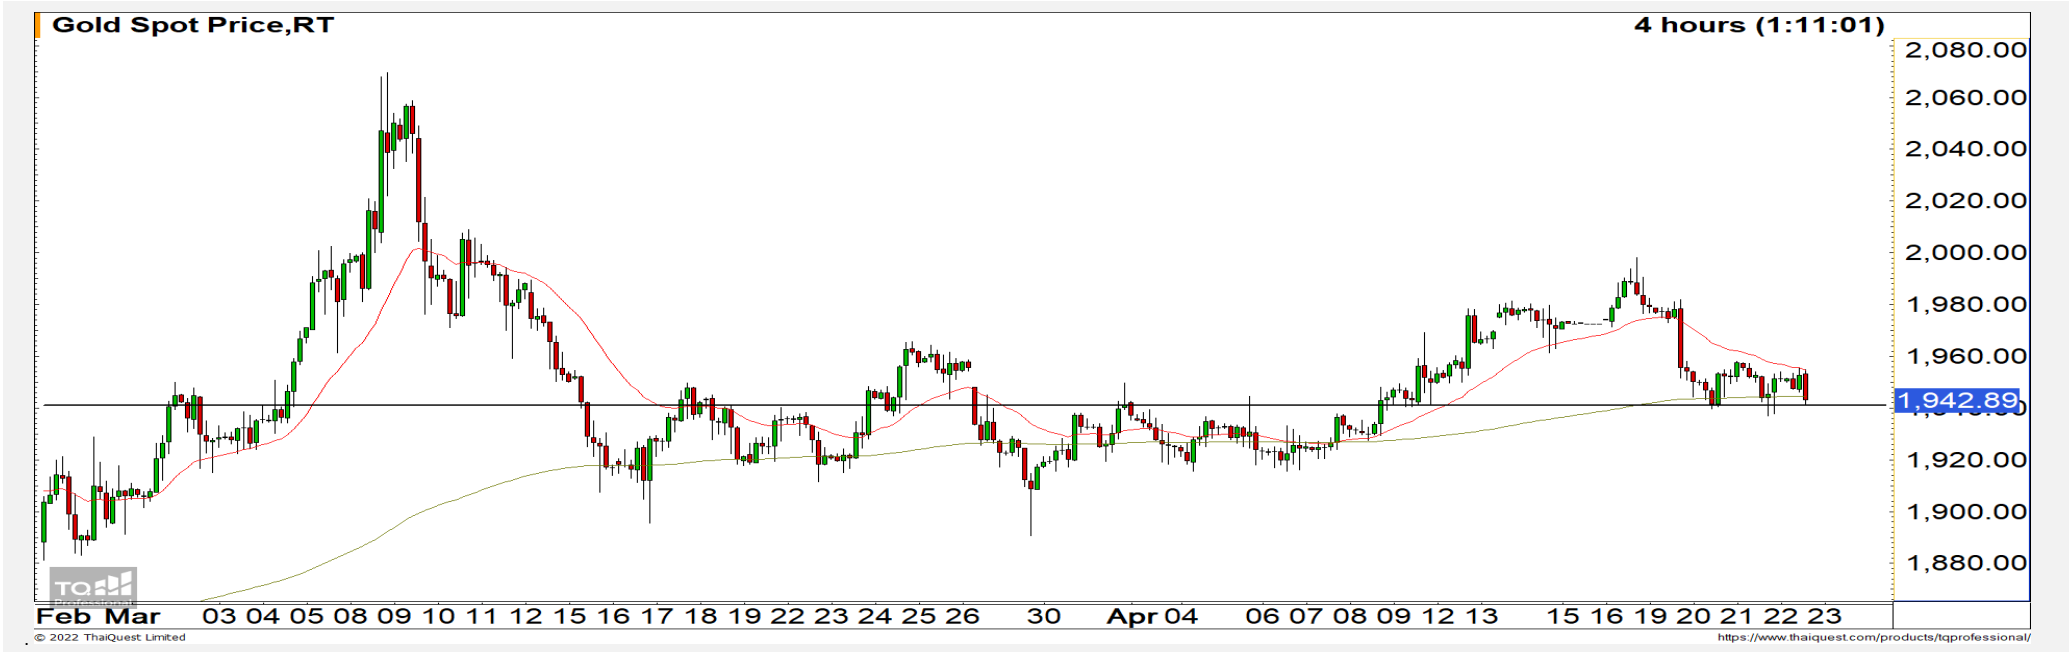 Gold Spot Price,RT
4 hours (1:11:01)
2,080.00
2,060.00
2,040.00
2,020.00
2,000.00
1,980.00
1,960.00
1,942.89
1,920.00
1,900.00
1,880.00
TQ
Professional
Feb Mar 03 04 05 08 09 10 11 12 15 16 17 18 19 22 23 24 25 26 30 Apr 04 06 07 08 09 12 13 15 16 19 20 21 22 23
© 2022 ThaiQuest Limited
https://www.thaiquest.com/products/tqprofessional/